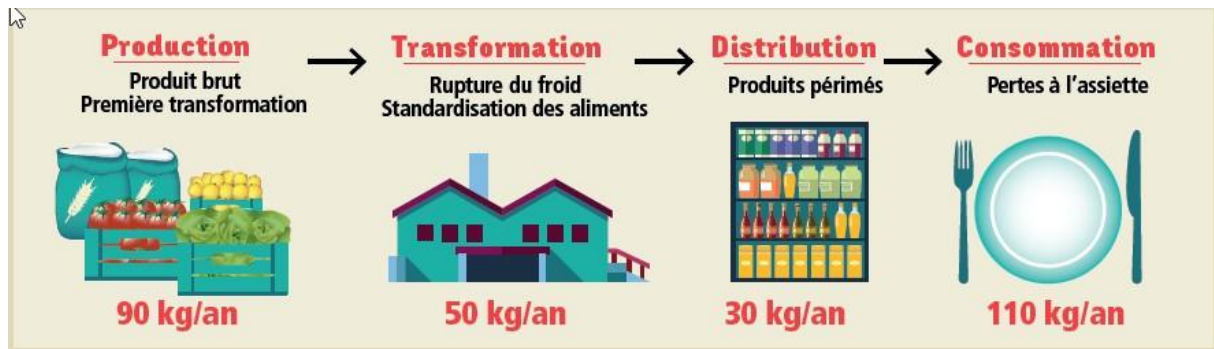 Production
Produit brut
Première transformation
90 kg/an
Transformation
Rupture du froid
Standardisation des aliments
50 kg/an
Distribution
Produits périmés
30 kg/an
Consommation
Pertes à l’assiette
110 kg/an